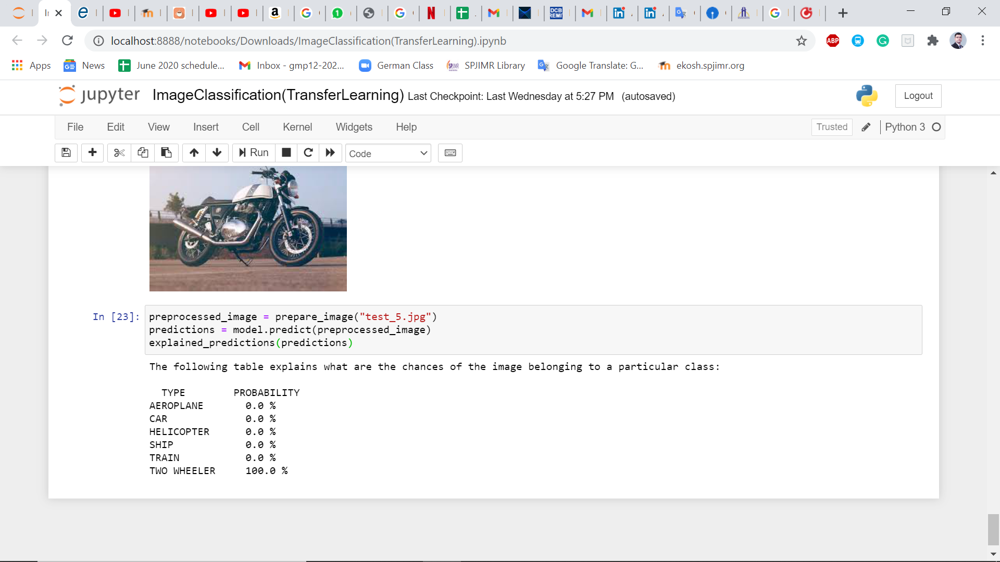 localhost:8888/notebooks/Downloads/ImageClassification(TransferLearning).ipynb
ABP
Apps News June 2020 schedule... Inbox - gmp12-202... German Class SPJIMR Library Google Translate: G... ekosh.spjimr.org
jupyter ImageClassification(TransferLearning) Last Checkpoint: Last Wednesday at 5:27 PM (autosaved)
Logout
File Edit View Insert Cell Kernel Widgets Help
Trusted Python 3
Run Code
In [23]: preprocessed_image = prepare_image("test_5.jpg")
predictions = model.predict(preprocessed_image)
explained_predictions(predictions)
The following table explains what are the chances of the image belonging to a particular class:
TYPE PROBABILITY
AEROPLANE 0.0 %
CAR 0.0 %
HELICOPTER 0.0 %
SHIP 0.0 %
TRAIN 0.0 %
TWO WHEELER 100.0 %